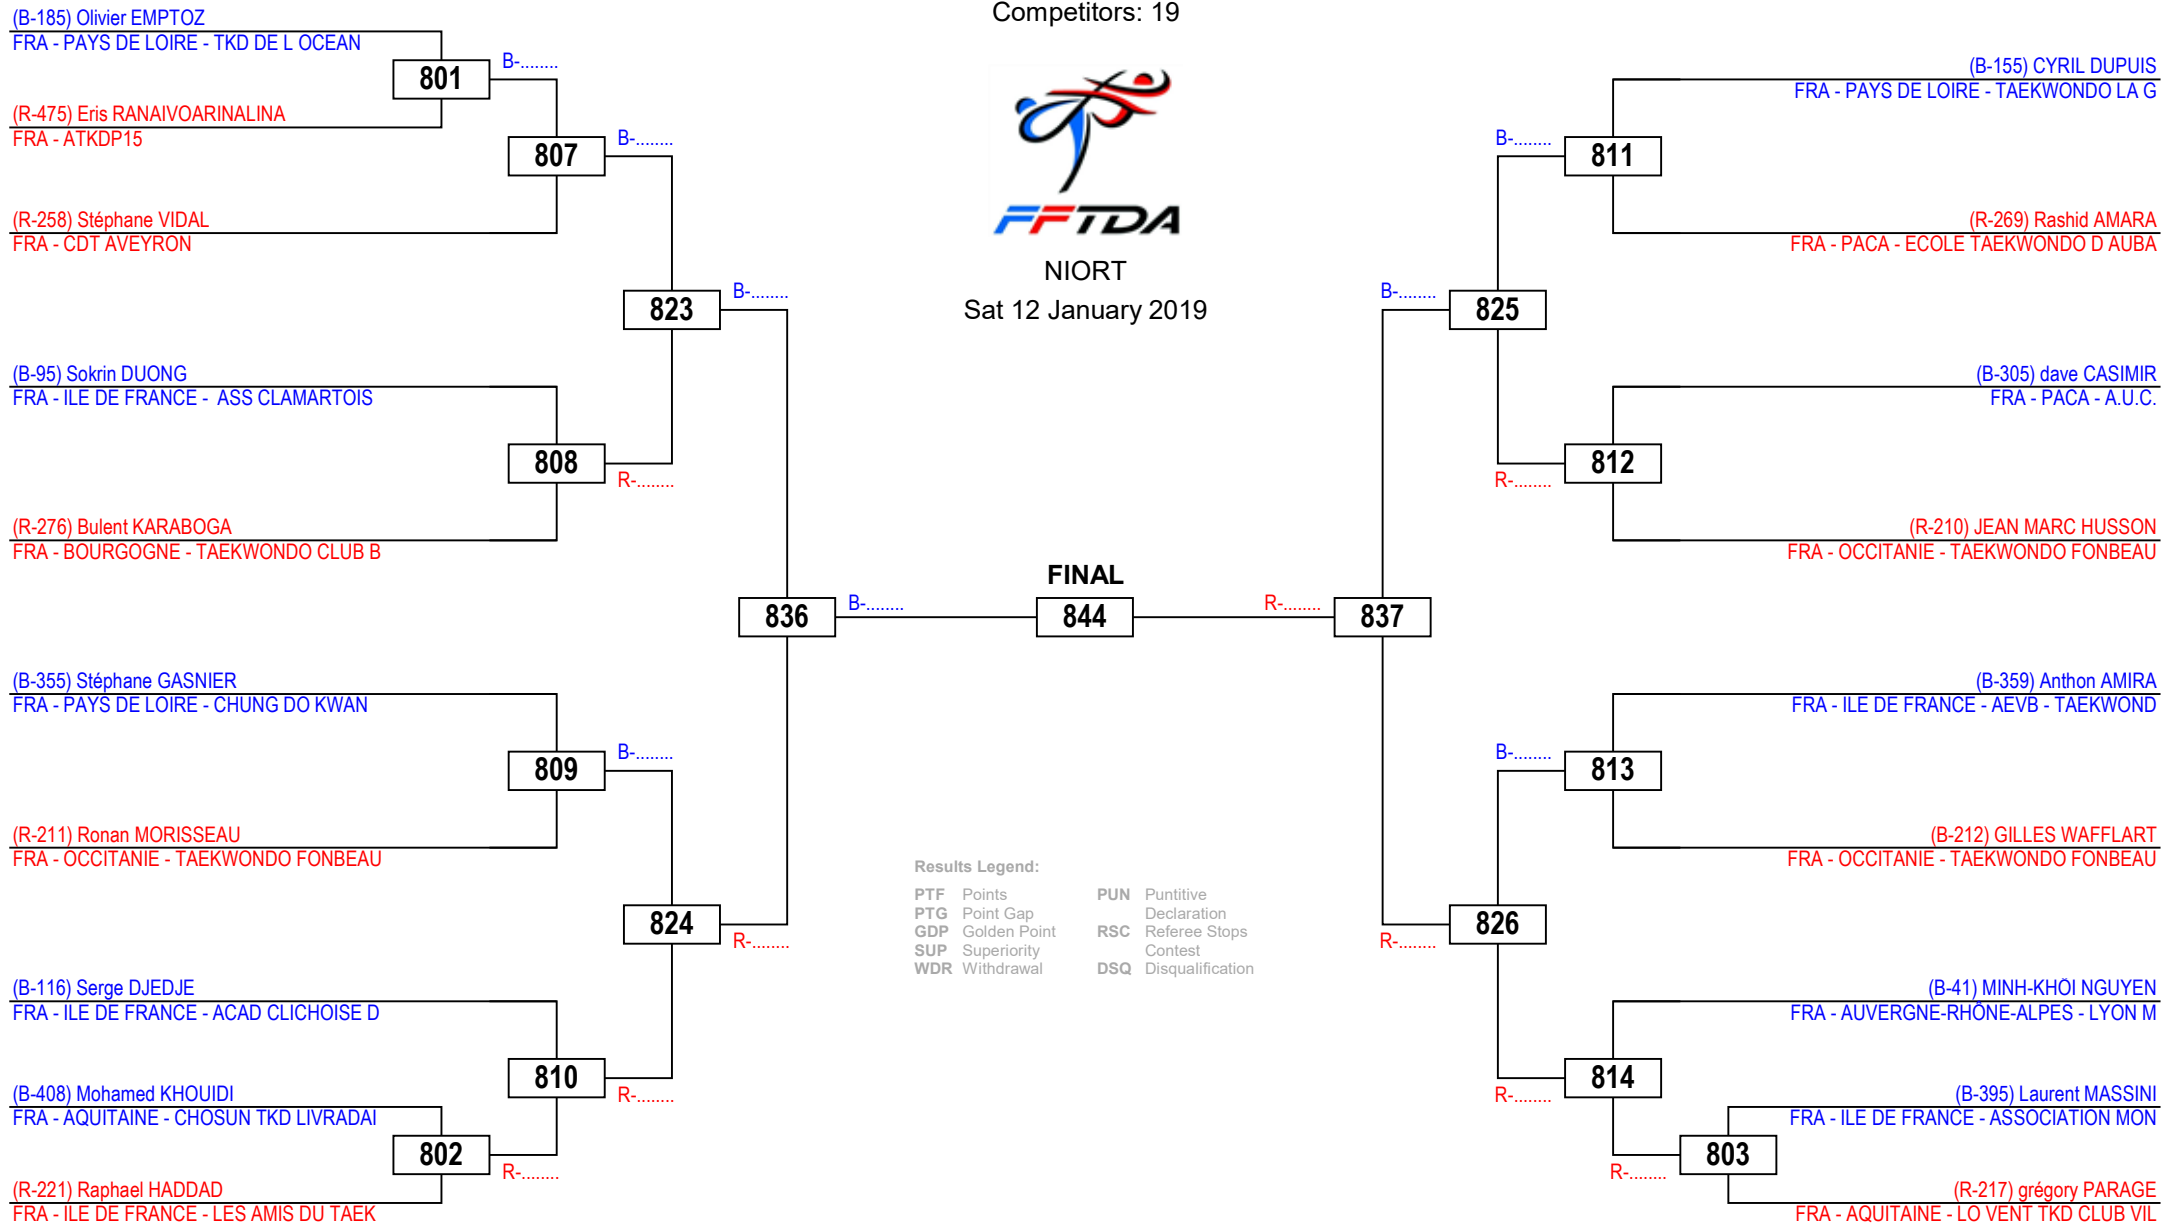 Competitors: 19
FFTDA
NIORT
Sat 12 January 2019
(B-185) Olivier EMPTOZ
FRA - PAYS DE LOIRE - TKD DE L OCEAN
801
B-........
(R-475) Eris RANAIVOARINALINA
FRA - ATKDP15
807
B-........
(R-258) Stéphane VIDAL
FRA - CDT AVEYRON
823
B-........
(B-95) Sokrin DUONG
FRA - ILE DE FRANCE - ASS CLAMARTOIS
808
R-........
(R-276) Bulent KARABOGA
FRA - BOURGOGNE - TAEKWONDO CLUB B
836
B-........
(B-355) Stéphane GASNIER
FRA - PAYS DE LOIRE - CHUNG DO KWAN
809
B-........
(R-211) Ronan MORISSEAU
FRA - OCCITANIE - TAEKWONDO FONBEAU
824
R-........
(B-116) Serge DJEDJE
FRA - ILE DE FRANCE - ACAD CLICHOISE D
810
R-........
(B-408) Mohamed KHOUIDI
FRA - AQUITAINE - CHOSUN TKD LIVRADAI
802
R-........
(R-221) Raphael HADDAD
FRA - ILE DE FRANCE - LES AMIS DU TAEK
FINAL
844
Results Legend:
PTF Points
PTG Point Gap
GDP Golden Point
SUP Superiority
WDR Withdrawal
PUN Puntitive
Declaration
RSC Referee Stops
Contest
DSQ Disqualification
(B-155) CYRIL DUPUIS
FRA - PAYS DE LOIRE - TAEKWONDO LA G
B-........
811
(R-269) Rashid AMARA
FRA - PACA - ECOLE TAEKWONDO D AUBA
B-........
825
(B-305) dave CASIMIR
FRA - PACA - A.U.C.
812
R-........
(R-210) JEAN MARC HUSSON
FRA - OCCITANIE - TAEKWONDO FONBEAU
R-........
837
(B-359) Anthon AMIRA
FRA - ILE DE FRANCE - AEVB - TAEKWOND
B-........
813
(B-212) GILLES WAFFLART
FRA - OCCITANIE - TAEKWONDO FONBEAU
826
R-........
(B-41) MINH-KHÖI NGUYEN
FRA - AUVERGNE-RHÔNE-ALPES - LYON M
814
R-........
(B-395) Laurent MASSINI
FRA - ILE DE FRANCE - ASSOCIATION MON
803
R-........
(R-217) grégory PARAGE
FRA - AQUITAINE - LO VENT TKD CLUB VIL